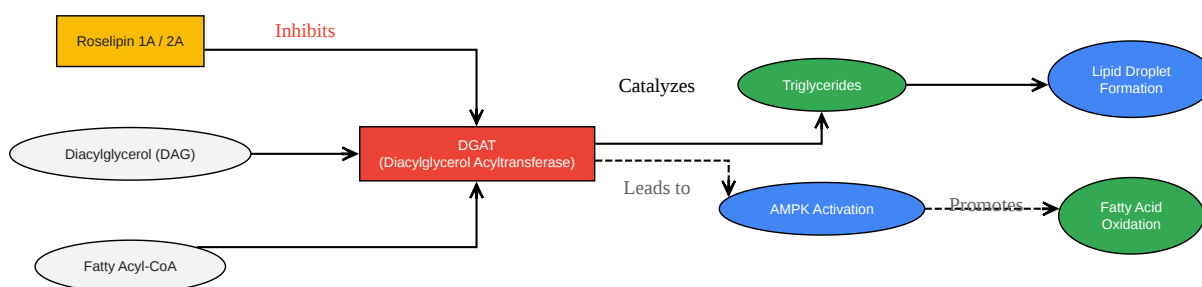 Roselipin 1A / 2A
Inhibits
Diacylglycerol (DAG)
Fatty Acyl-CoA
DGAT
(Diacylglycerol Acyltransferase)
Catalyzes
Triglycerides
Lipid Droplet
Formation
Leads to
AMPK Activation
Promotes
Fatty Acid
Oxidation